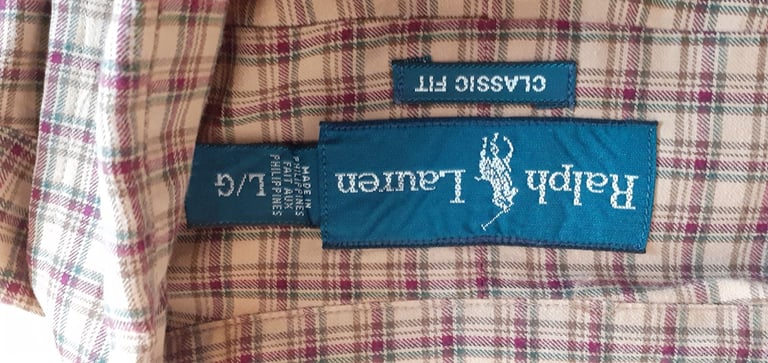 CLASSIC FIT
Ralph Lauren
L/G
MADE IN
PHILIPPINES
FAIT AUX
PHILIPPINES